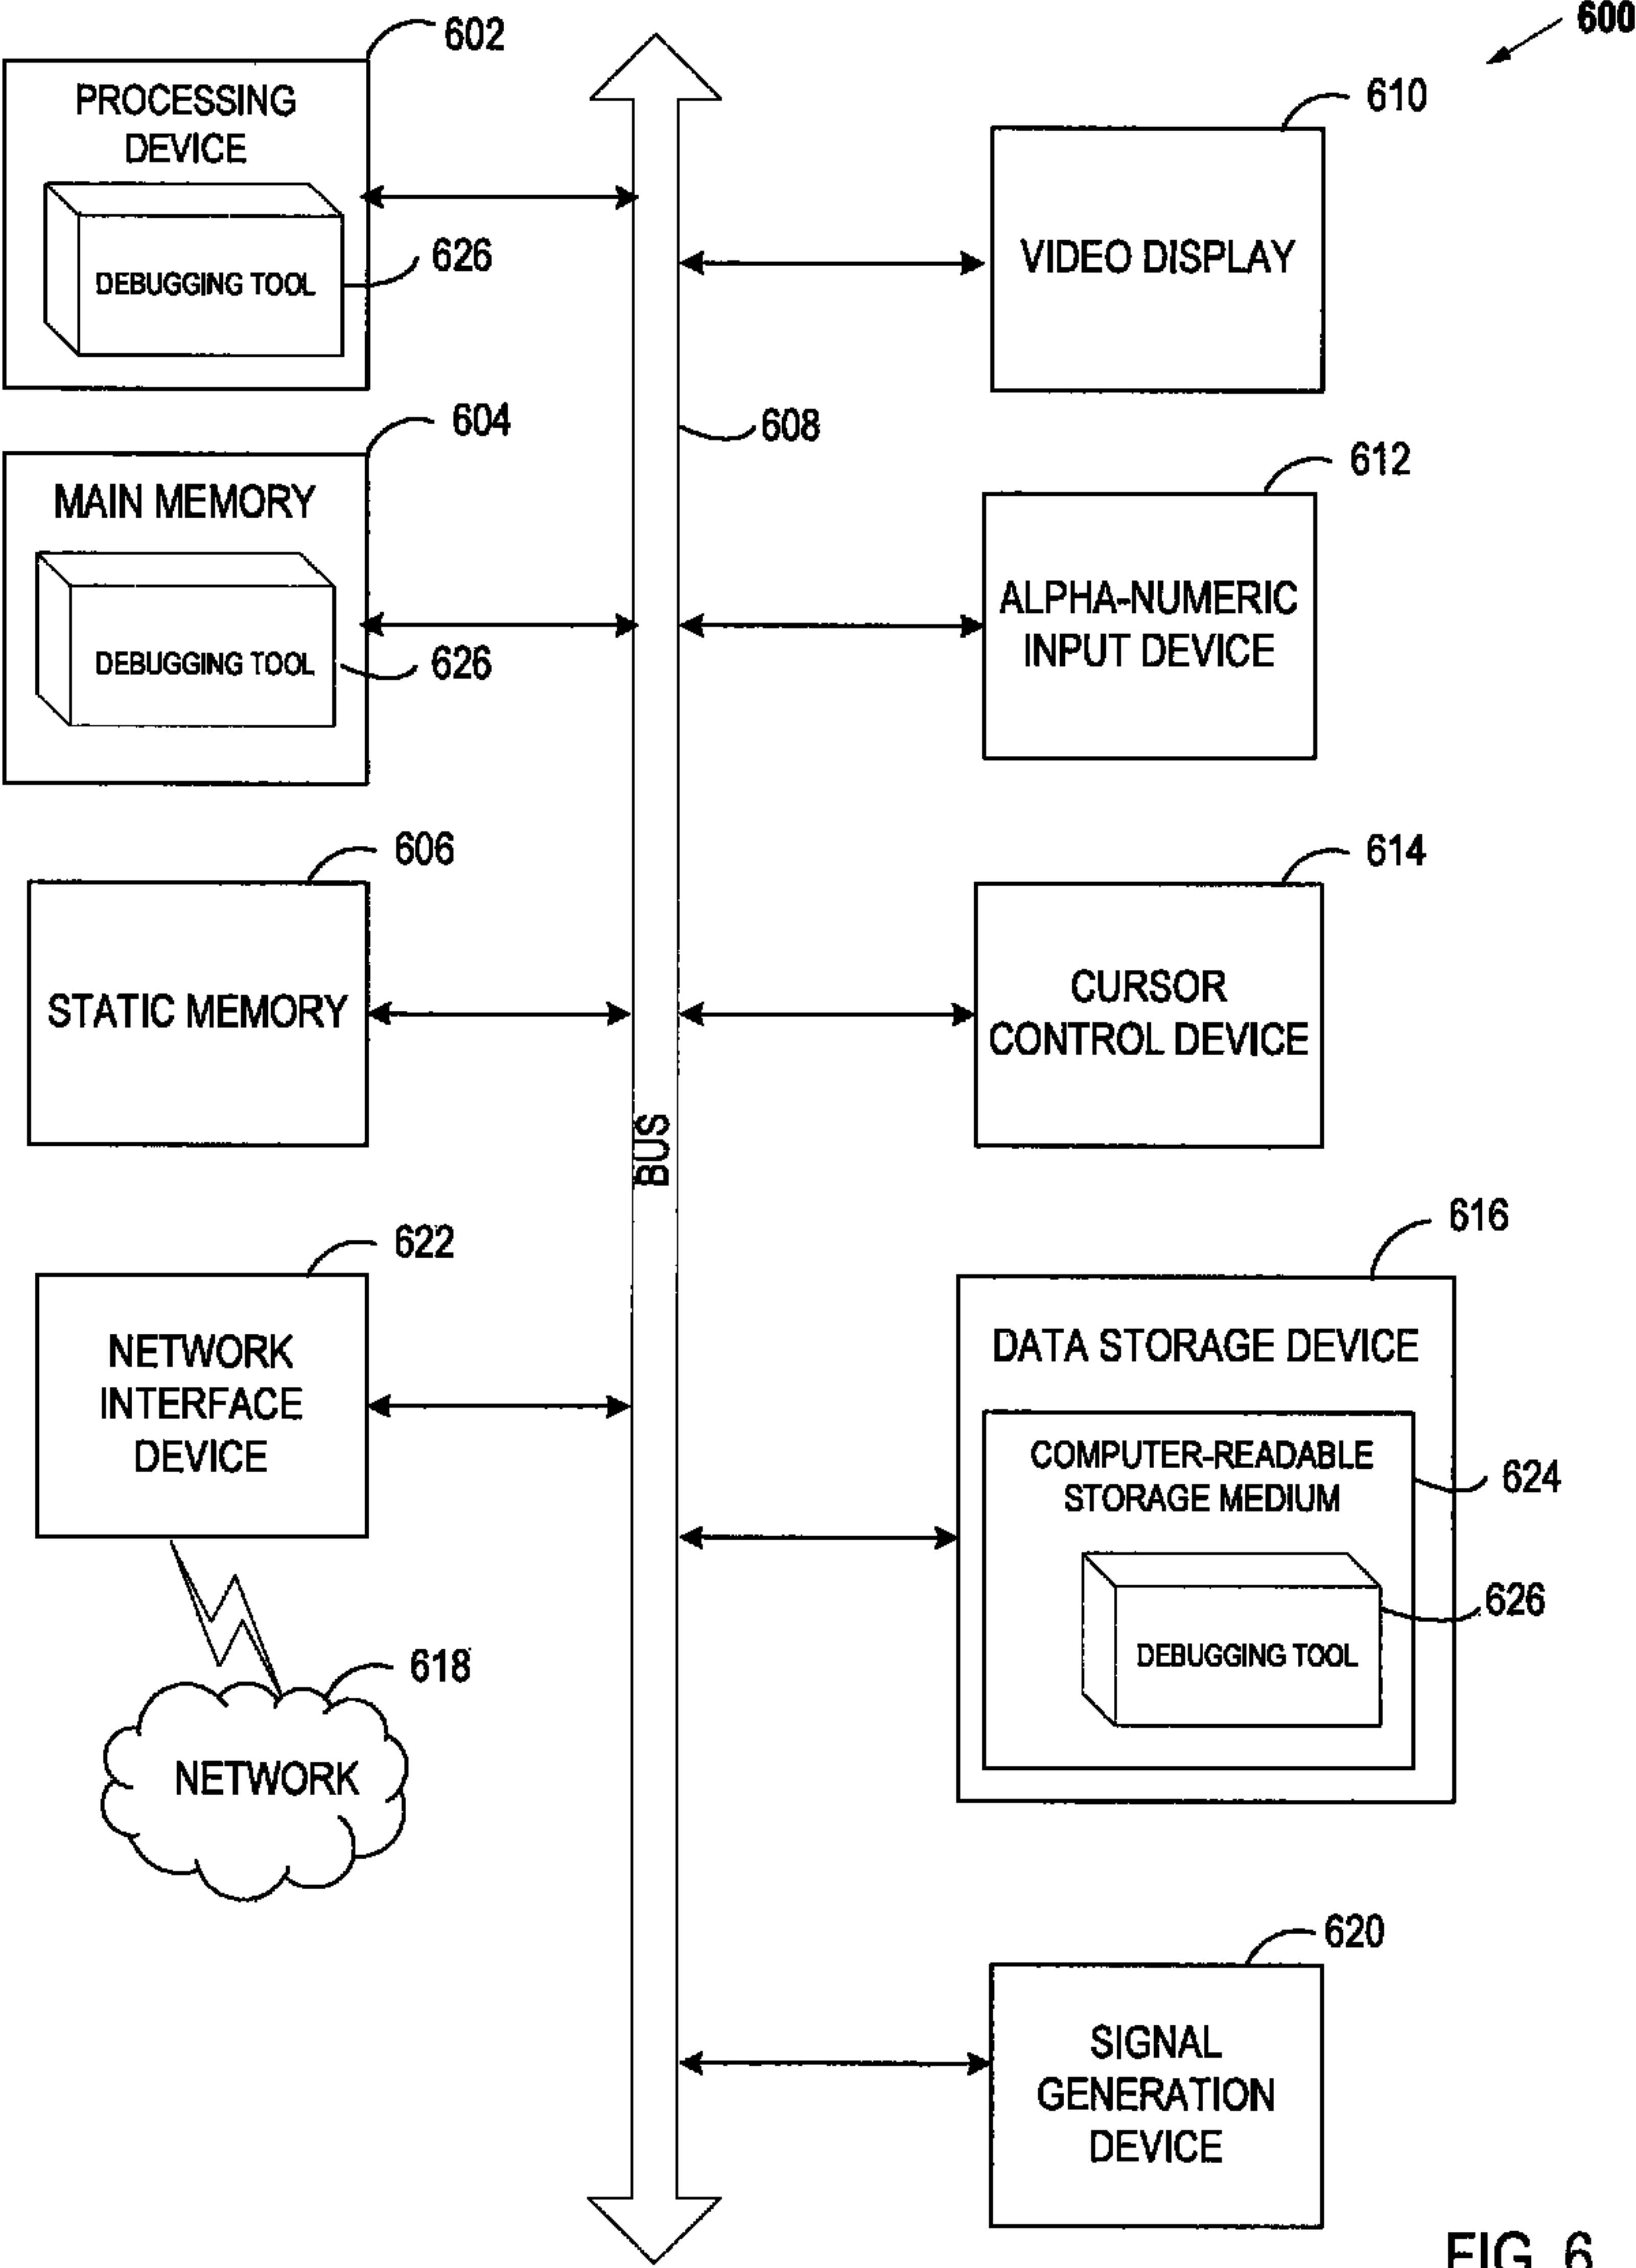 600
602
PROCESSING
DEVICE
DEBUGGING TOOL
626
604
MAIN MEMORY
DEBUGGING TOOL
626
606
STATIC MEMORY
622
NETWORK
INTERFACE
DEVICE
618
NETWORK
608
BUS
610
VIDEO DISPLAY
612
ALPHA-NUMERIC
INPUT DEVICE
614
CURSOR
CONTROL DEVICE
616
DATA STORAGE DEVICE
COMPUTER-READABLE
STORAGE MEDIUM
624
DEBUGGING TOOL
626
620
SIGNAL
GENERATION
DEVICE
FIG. 6